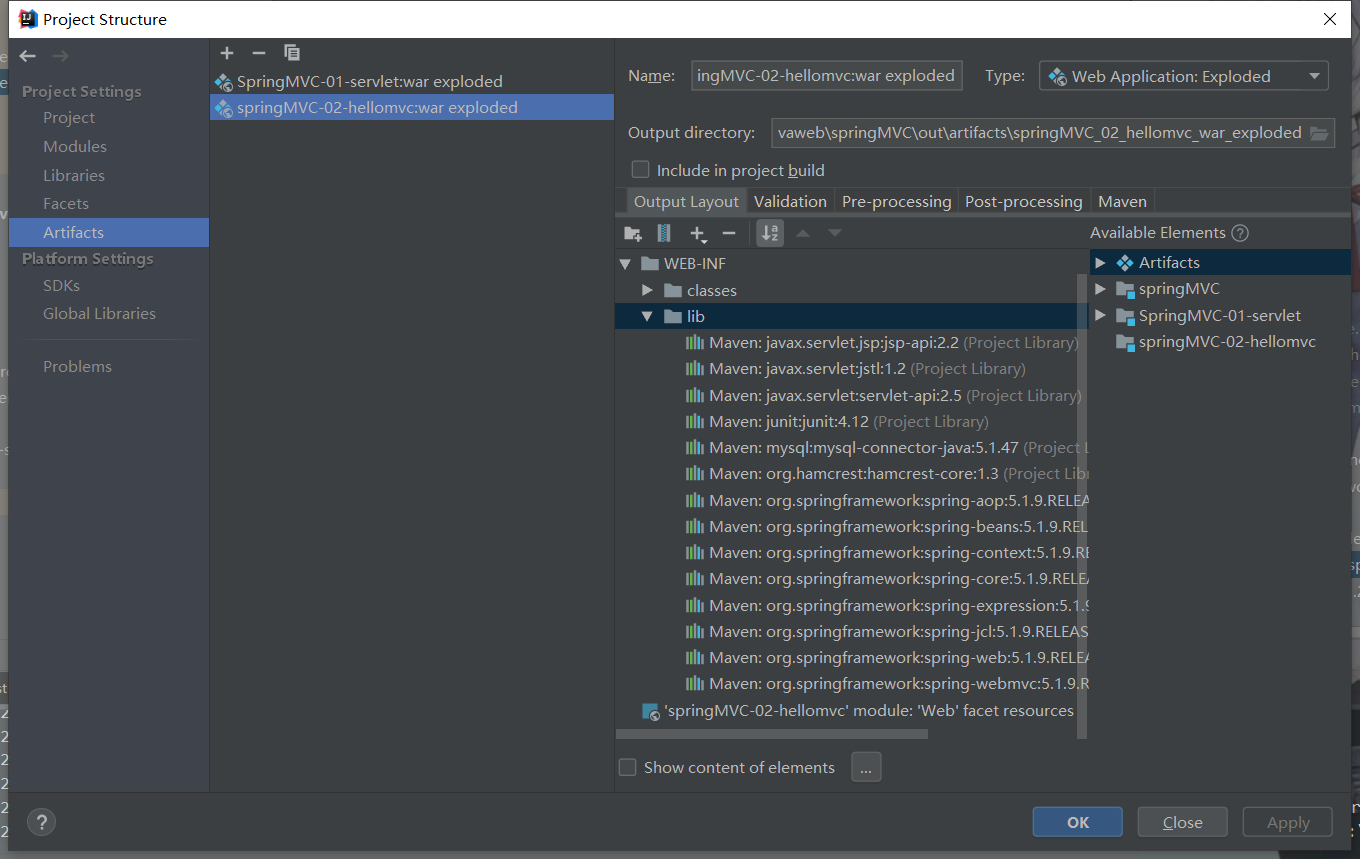 Project Structure
Project Settings
Project
Modules
Libraries
Facets
Artifacts
Platform Settings
SDKs
Global Libraries
Problems
SpringMVC-01-servlet:war exploded
springMVC-02-hellomvc:war exploded
Name: ingMVC-02-hellomvc:war exploded Type: Web Application: Exploded
Output directory: vaweb\springMVC\out\artifacts\springMVC_02_hellomvc_war_exploded
Include in project build
Output Layout Validation Pre-processing Post-processing Maven
Available Elements ?
WEB-INF
classes
lib
Maven: javax.servlet.jsp:jsp-api:2.2 (Project Library)
Maven: javax.servlet:jstl:1.2 (Project Library)
Maven: javax.servlet:servlet-api:2.5 (Project Library)
Maven: junit:junit:4.12 (Project Library)
Maven: mysql:mysql-connector-java:5.1.47 (Project L
Maven: org.hamcrest:hamcrest-core:1.3 (Project Lib
Maven: org.springframework:spring-aop:5.1.9.RELEA
Maven: org.springframework:spring-beans:5.1.9.REL
Maven: org.springframework:spring-context:5.1.9.RE
Maven: org.springframework:spring-core:5.1.9.RELEA
Maven: org.springframework:spring-expression:5.1.9
Maven: org.springframework:spring-jcl:5.1.9.RELEAS
Maven: org.springframework:spring-web:5.1.9.RELEA
Maven: org.springframework:spring-webmvc:5.1.9.R
'springMVC-02-hellomvc' module: 'Web' facet resources
Artifacts
springMVC
SpringMVC-01-servlet
springMVC-02-hellomvc
Show content of elements ...
? OK Close Apply